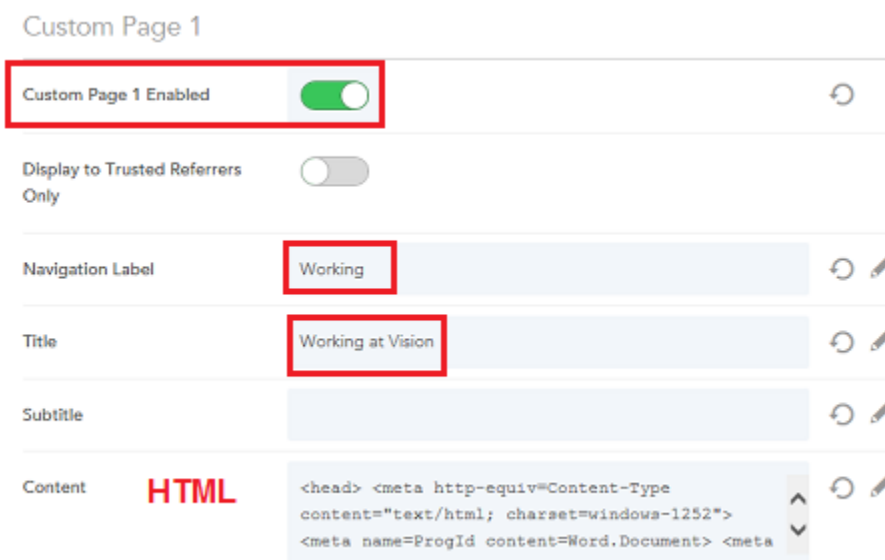 Custom Page 1
Custom Page 1 Enabled
Display to Trusted Referrers
Only
Navigation Label
Working
Title
Working at Vision
Subtitle
Content
HTML
<head> <meta http-equiv=Content-Type
content="text/html; charset=windows-1252">
<meta name=ProgId content=Word.Document> <meta